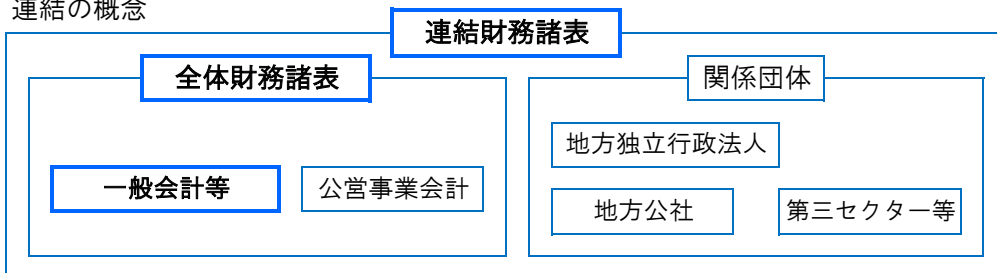 連結の概念
連結財務諸表
全体財務諸表
関係団体
地方独立行政法人
一般会計等
公営事業会計
地方公社
第三セクター等